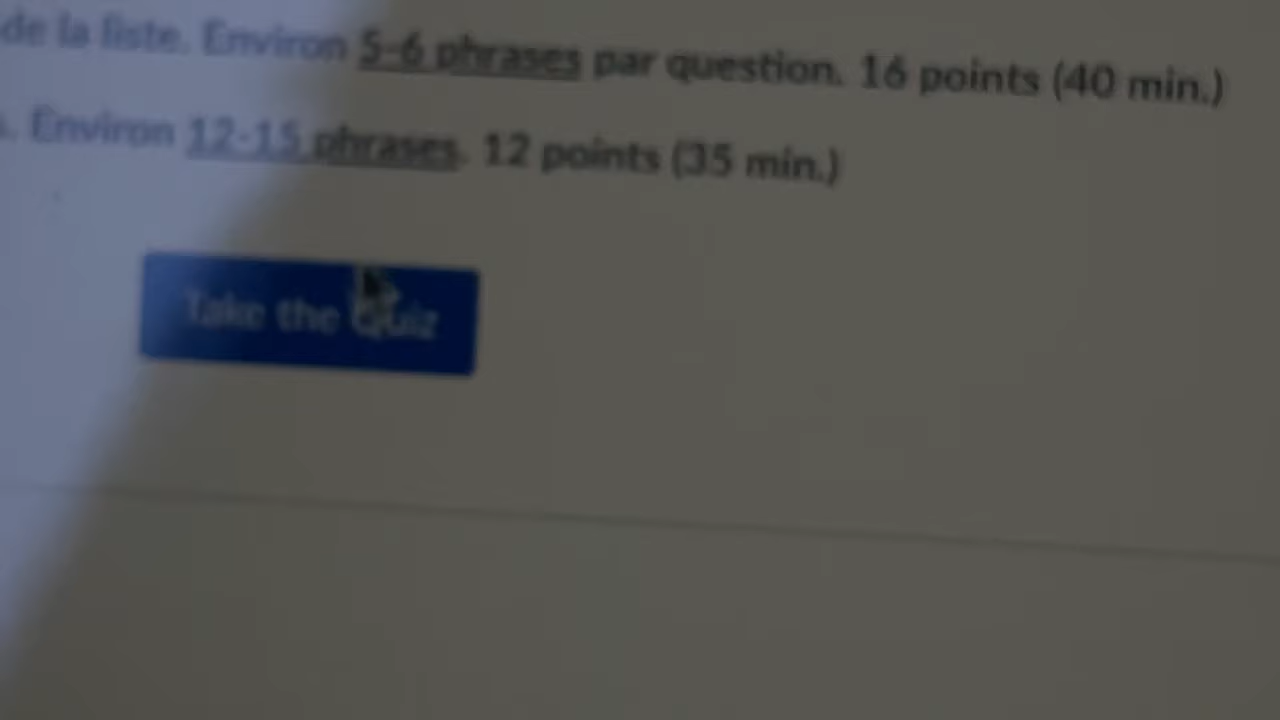 de la liste. Environ 5-6 phrases par question. 16 points (40 min.)
. Environ 12-15 phrases. 12 points (35 min.)
Take the Quiz